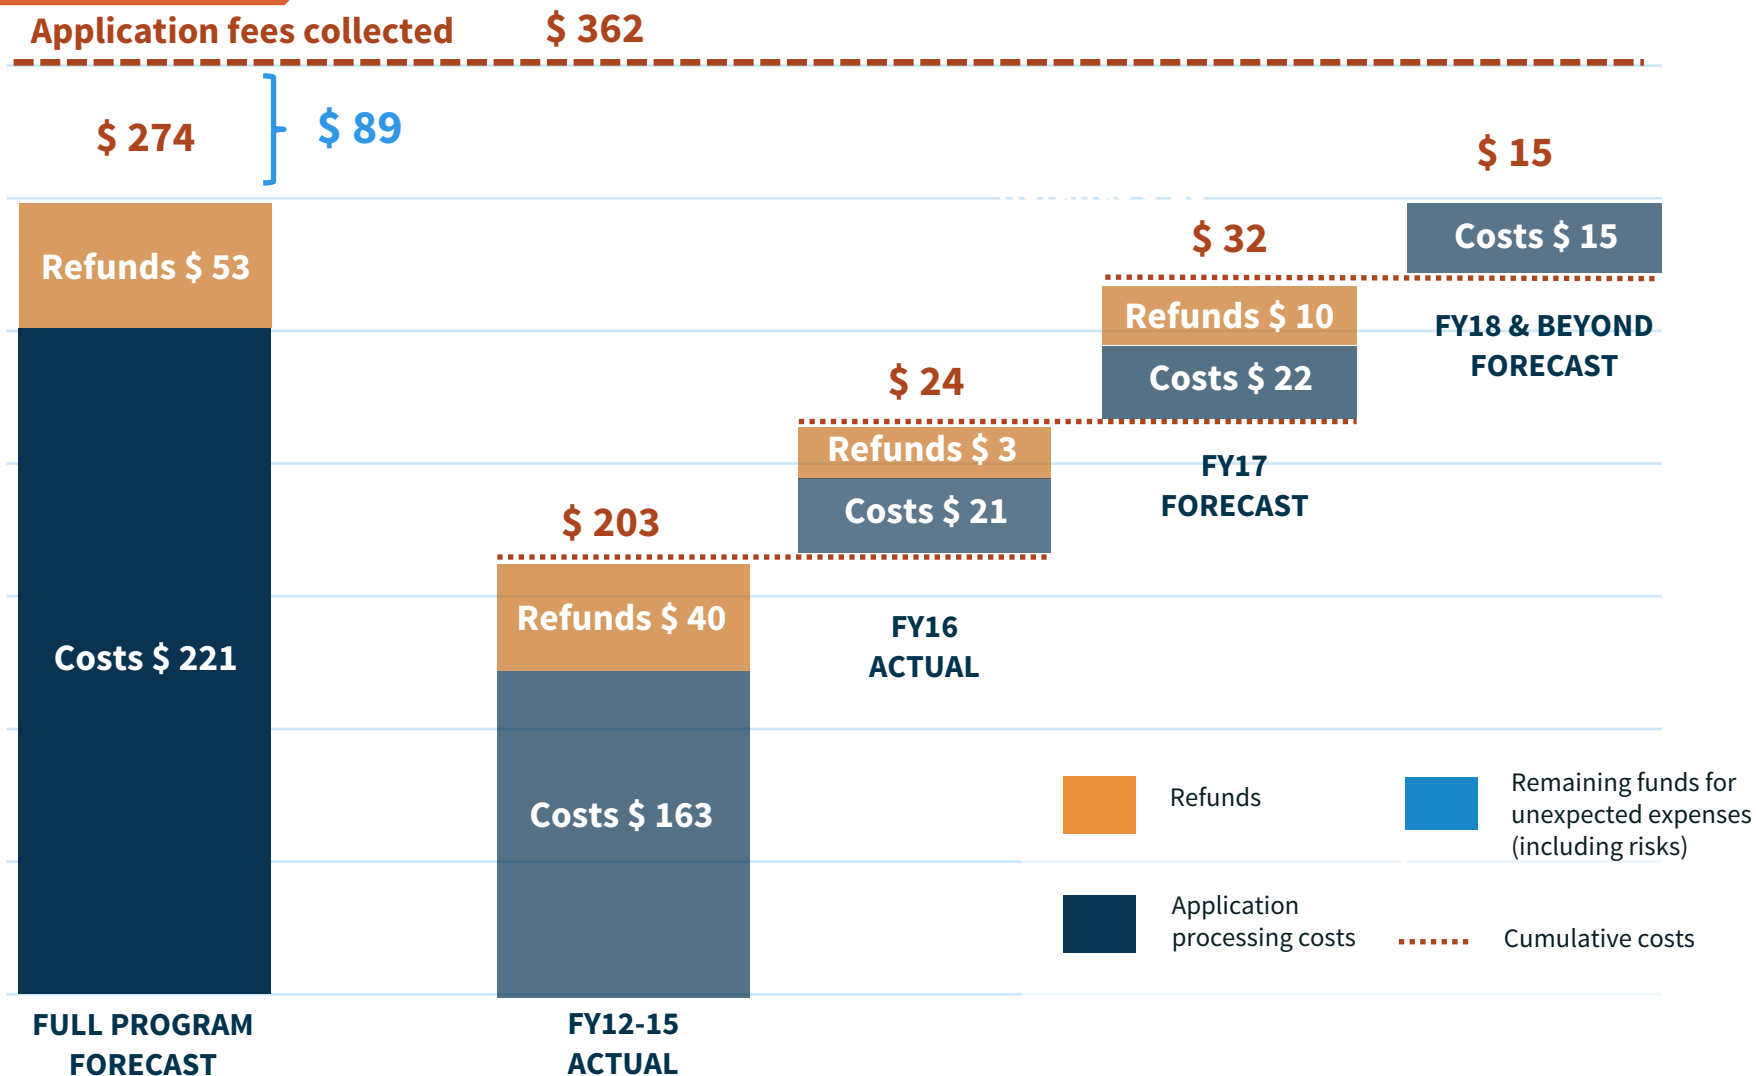 Application fees collected $ 362
$ 274
$ 89
$ 15
Refunds $ 53
Costs $ 221
$ 203
Refunds $ 40
Costs $ 163
$ 24
Refunds $ 3
Costs $ 21
$ 32
Refunds $ 10
Costs $ 22
Costs $ 15
FY18 & BEYOND
FORECAST
FY17
FORECAST
FY16
ACTUAL
Refunds
Remaining funds for
unexpected expenses
(including risks)
Application
processing costs
Cumulative costs
FULL PROGRAM
FORECAST
FY12-15
ACTUAL